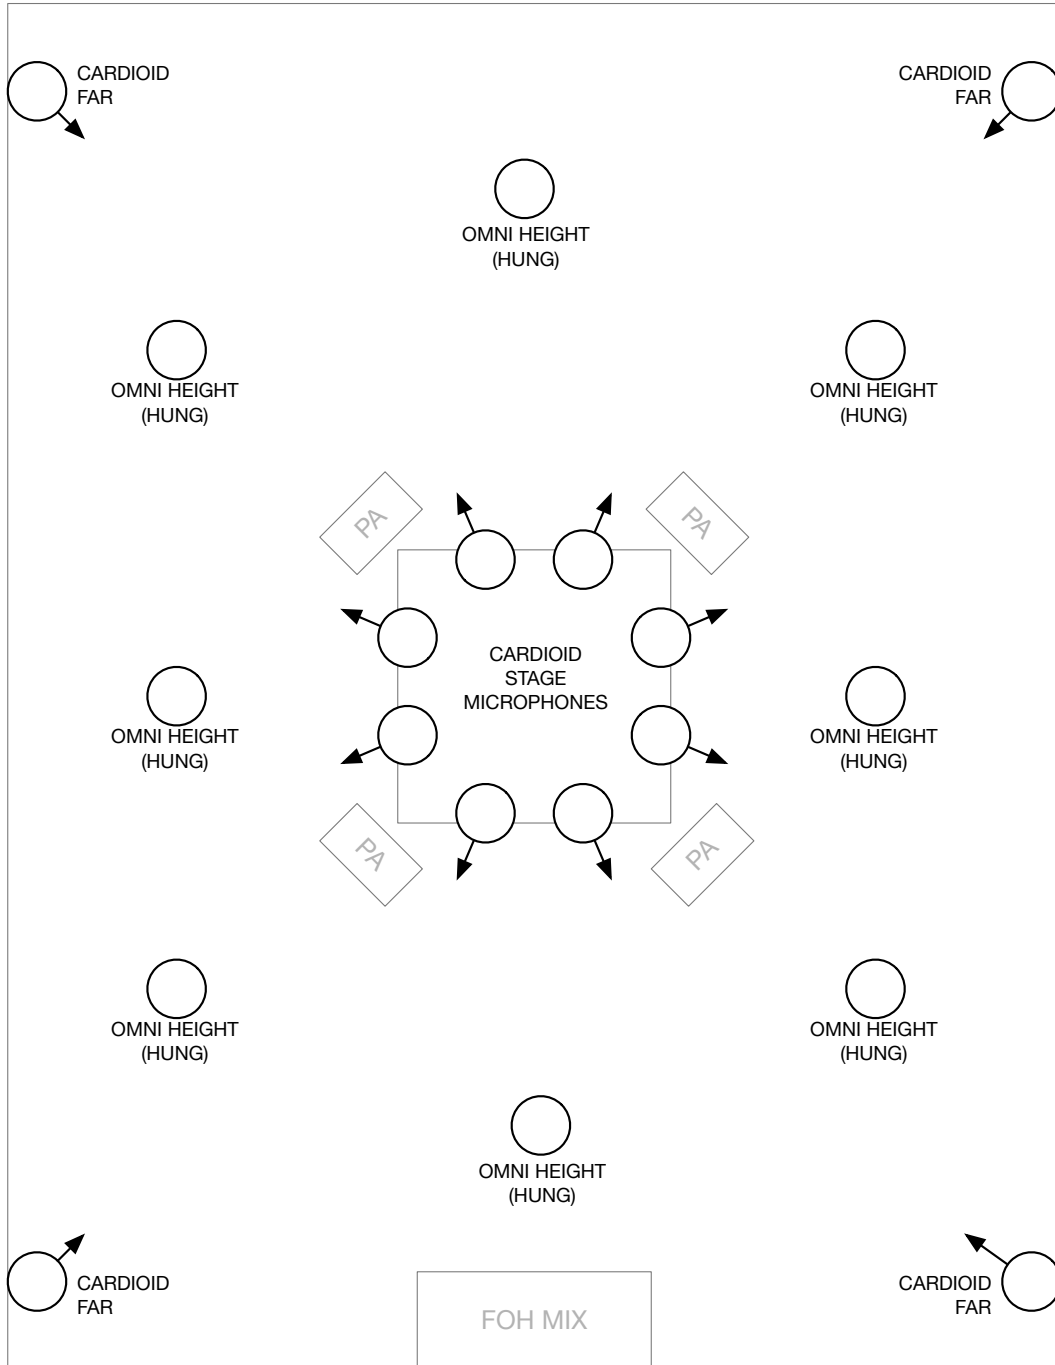 CARDIOID
FAR
CARDIOID
FAR
OMNI HEIGHT
(HUNG)
OMNI HEIGHT
(HUNG)
OMNI HEIGHT
(HUNG)
PA
PA
CARDIOID
STAGE
MICROPHONES
OMNI HEIGHT
(HUNG)
OMNI HEIGHT
(HUNG)
PA
PA
OMNI HEIGHT
(HUNG)
OMNI HEIGHT
(HUNG)
OMNI HEIGHT
(HUNG)
CARDIOID
FAR
CARDIOID
FAR
FOH MIX